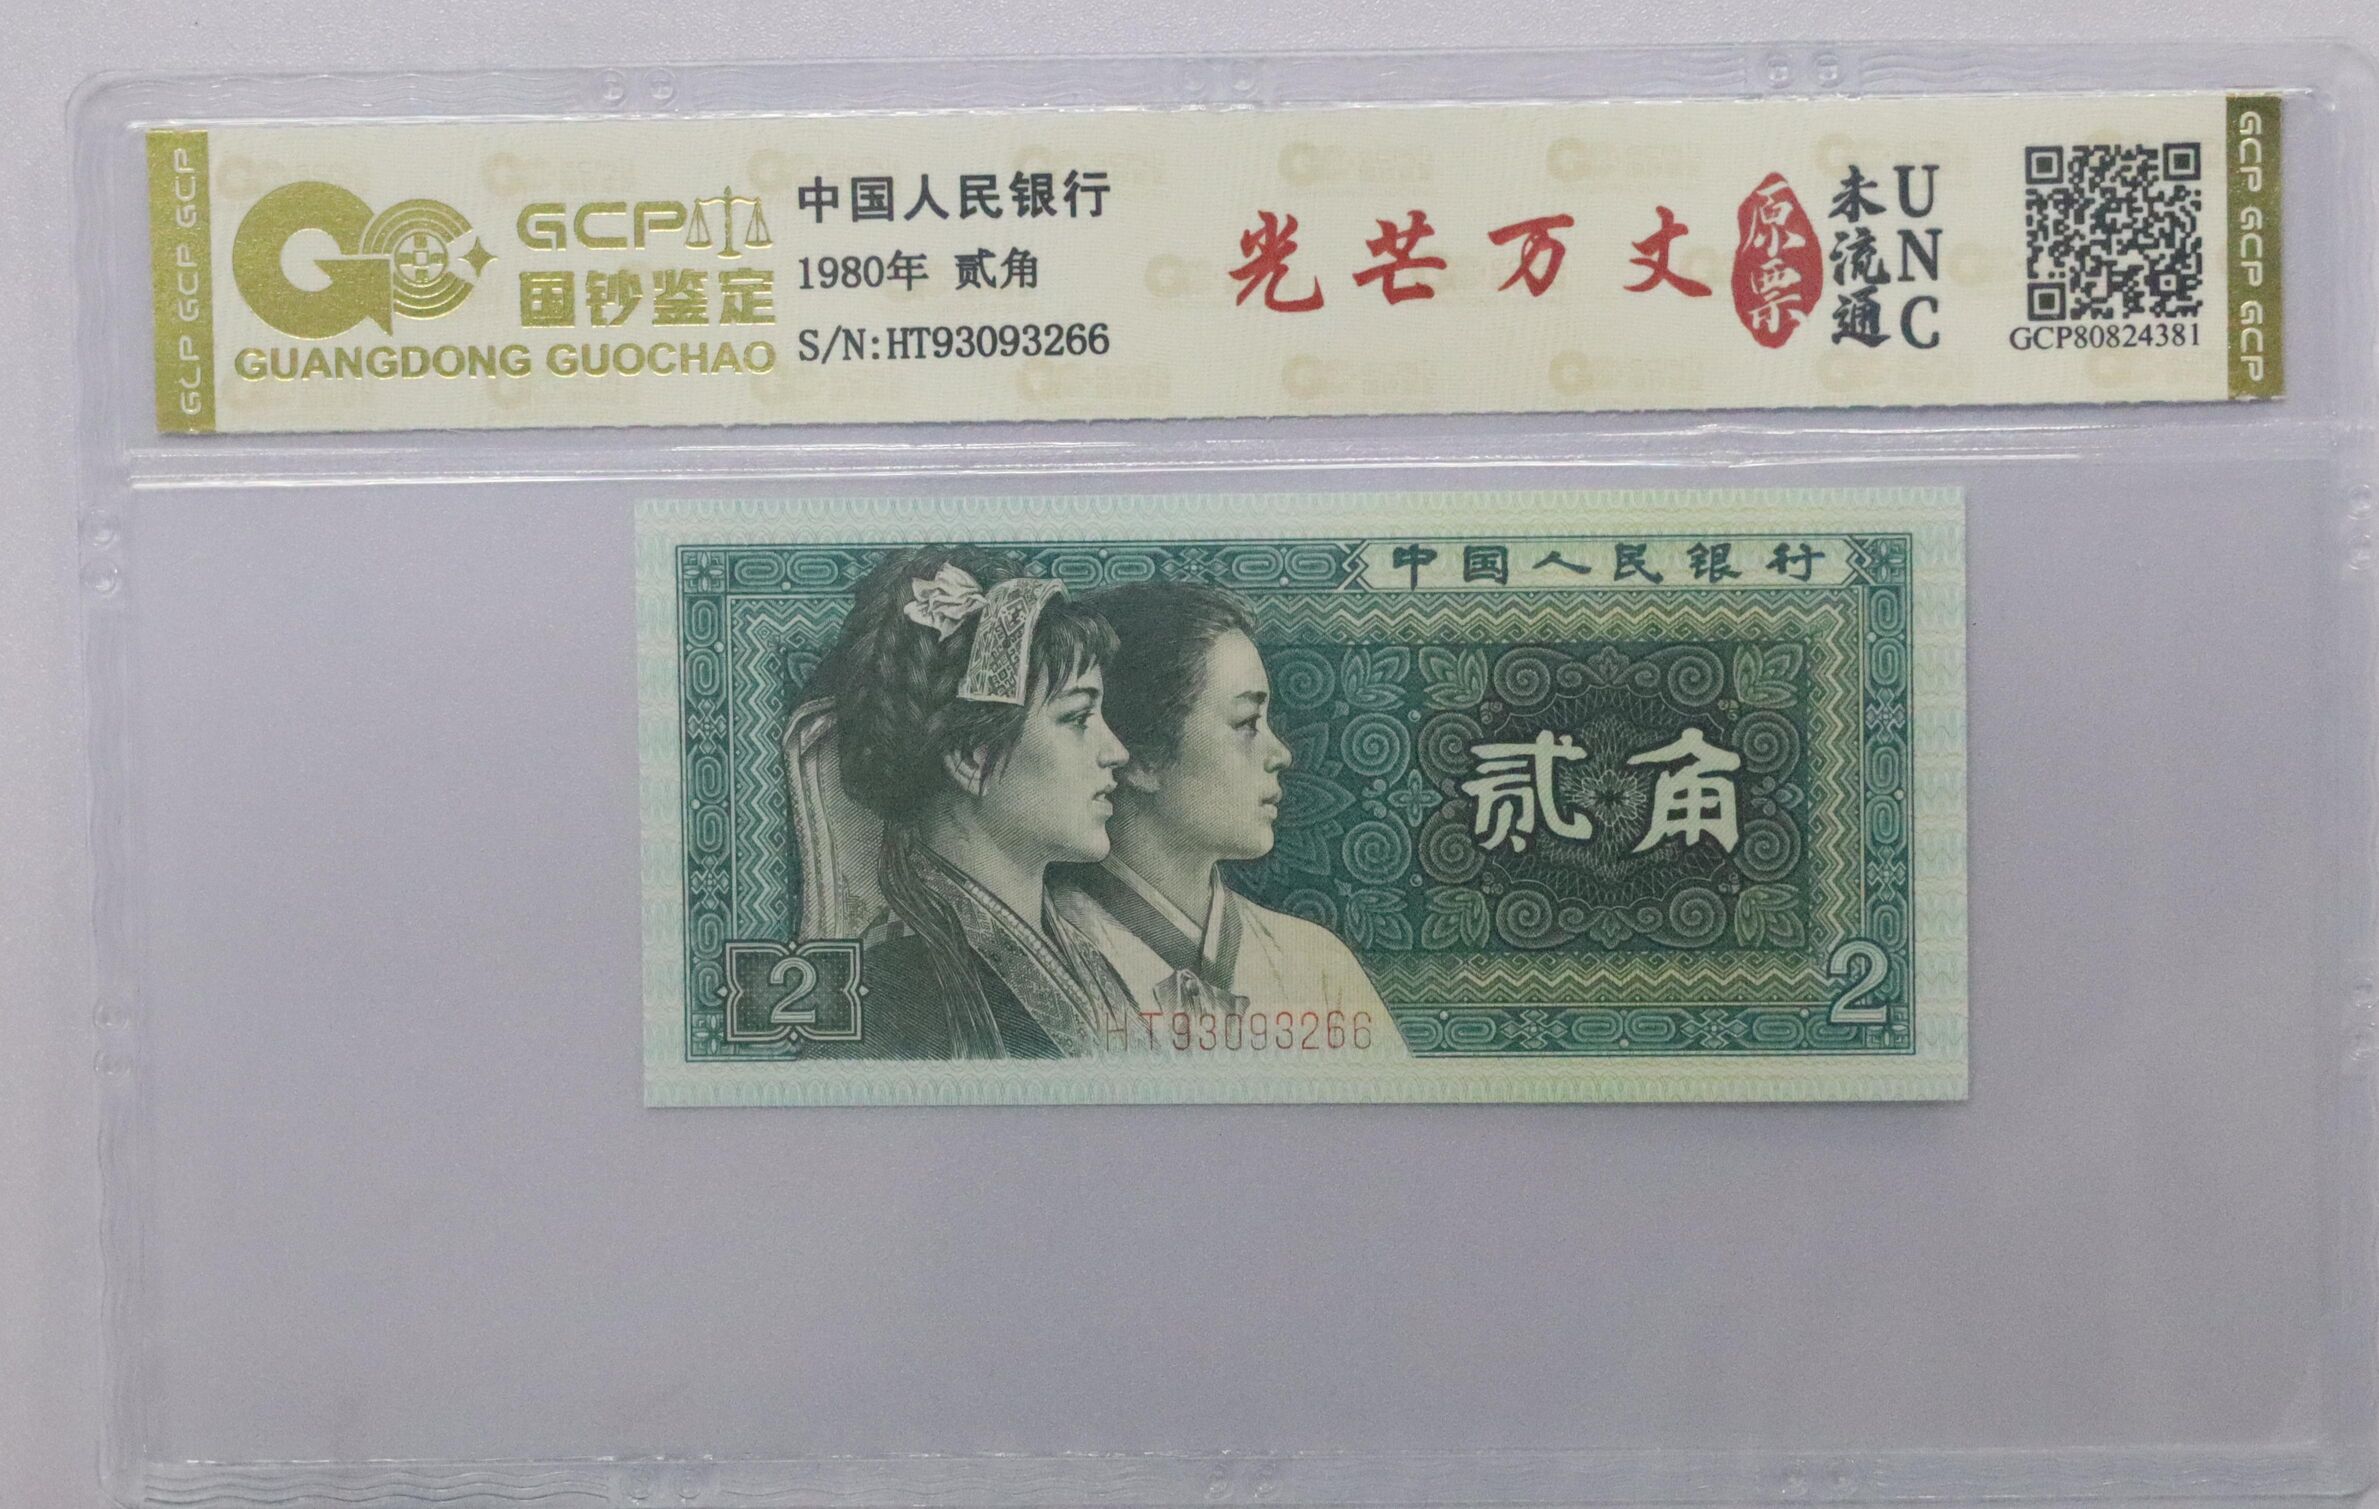 GCP GCP GCP
GCP
国钞鉴定
GUANGDONG GUOCHAO
中国人民银行
1980年 贰角
S/N:HT93093266
光芒万丈
原票
未流通
UNC
GCP80824381
GCP GCP GCP
中国人民银行
贰角
2
HT93093266
2